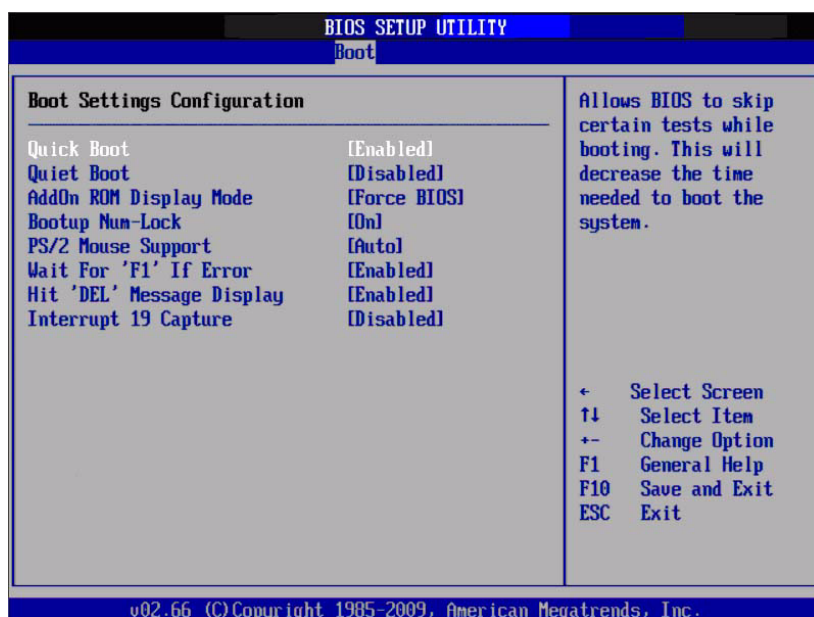 BIOS SETUP UTILITY
Boot
Boot Settings Configuration
Quick Boot [Enabled]
Quiet Boot [Disabled]
AddOn ROM Display Mode [Force BIOS]
Bootup Num-Lock [On]
PS/2 Mouse Support [Auto]
Wait For 'F1' If Error [Enabled]
Hit 'DEL' Message Display [Enabled]
Interrupt 19 Capture [Disabled]
Allows BIOS to skip
certain tests while
booting. This will
decrease the time
needed to boot the
system.
← Select Screen
↑↓ Select Item
+- Change Option
F1 General Help
F10 Save and Exit
ESC Exit
v02.66 (C)Copyright 1985-2009, American Megatrends, Inc.